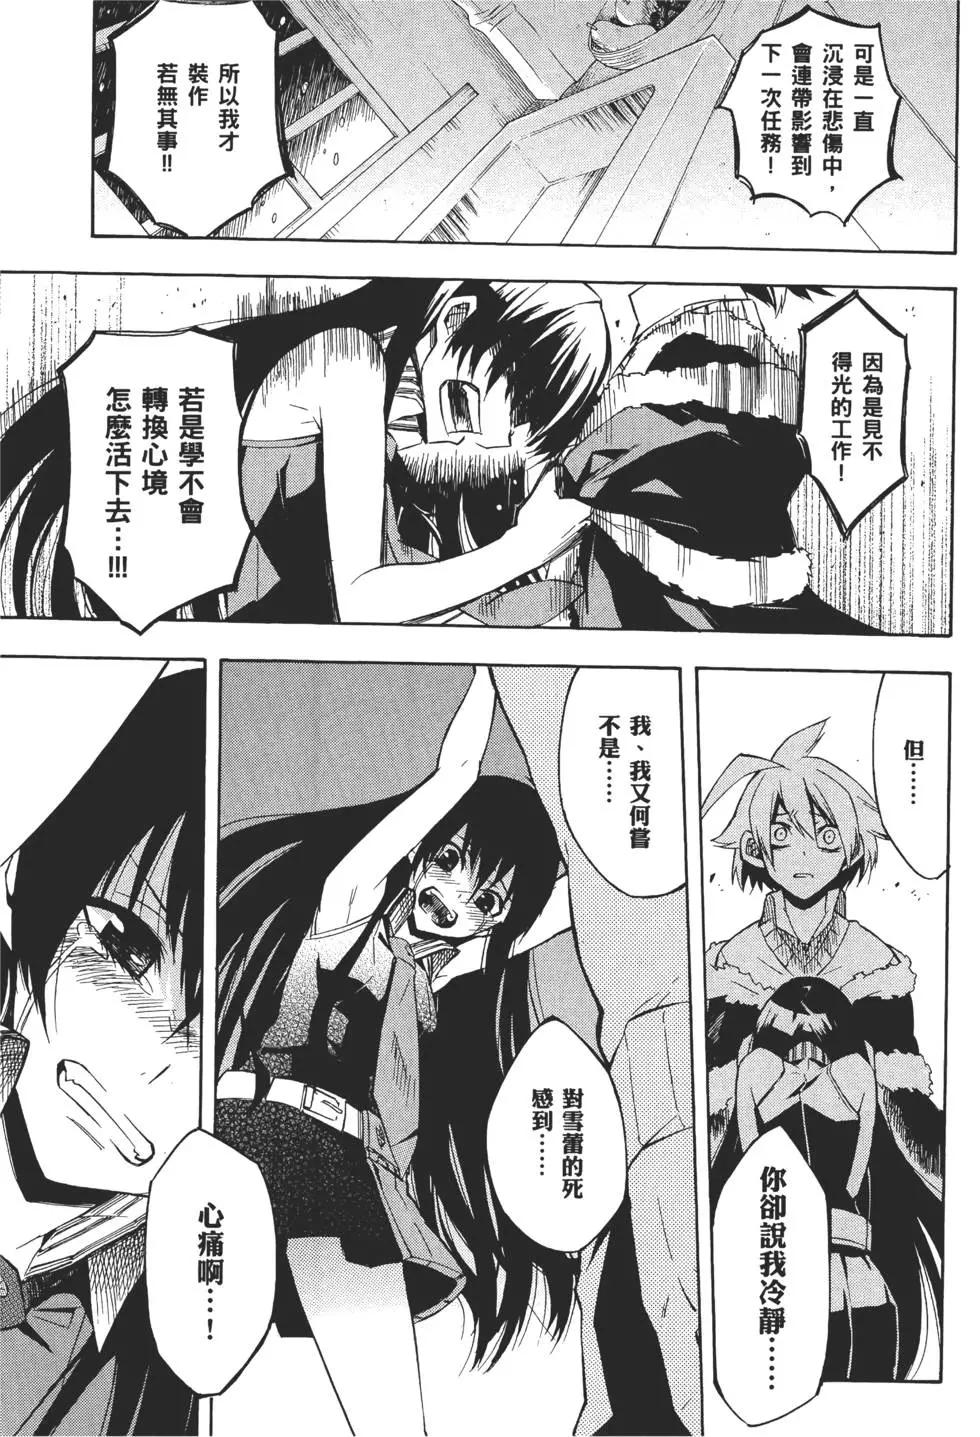 可是一直
沉浸在悲傷中，
會連帶影響到
下一次任務！
所以我才
裝作
若無其事!!
因為是見不
得光的工作！
若是學不會
轉換心境
怎麼活下去…!!!
但……
你卻說我冷靜……
我、我又何嘗
不是……
對雪蕾的死
感到……
心痛啊…！